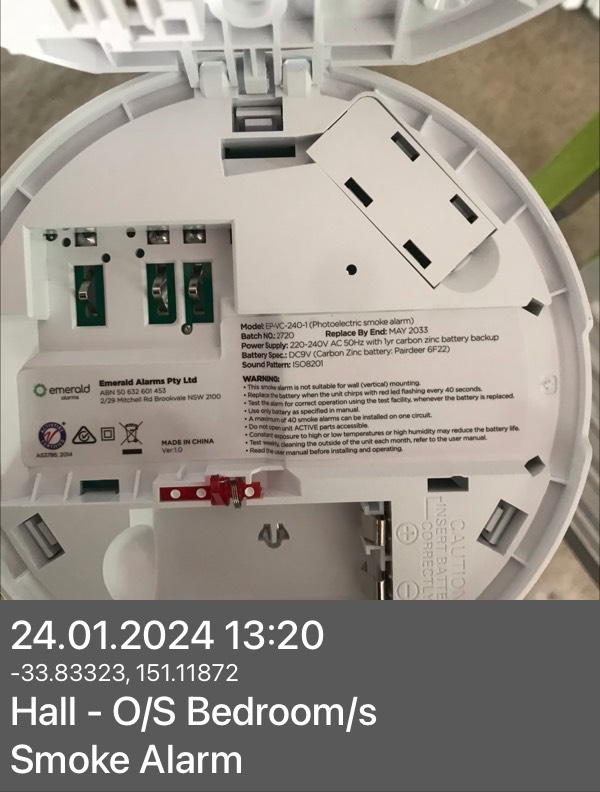 Model: EP-VC-240-1 (Photoelectric smoke alarm)
Batch NO.: 2720 Replace By End: MAY 2033
Power Supply: 220-240V AC 50Hz with 1yr carbon zinc battery backup
Battery Spec.: DC9V (Carbon Zinc battery: Pairdeer 6F22)
Sound Pattern: ISO8201
WARNING:
• This smoke alarm is not suitable for wall (vertical) mounting.
• Replace the battery when the unit chirps with red led flashing every 40 seconds.
• Test the alarm for correct operation using the test facility, whenever the battery is replaced.
• Use only battery as specified in manual.
• A maximum of 40 smoke alarms can be installed on one circuit.
• Do not open unit ACTIVE parts accessible.
• Constant exposure to high or low temperatures or high humidity may reduce the battery life.
• Test weekly, cleaning the outside of the unit each month, refer to the user manual.
• Read the user manual before installing and operating.
emerald
alarms
Emerald Alarms Pty Ltd
ABN 50 632 601 453
2/29 Mitchell Rd Brookvale NSW 2100
AS3786: 2014
MADE IN CHINA
Ver:1.0
CAUTION
INSERT BATTE
CORRECTLY
24.01.2024 13:20
-33.83323, 151.11872
Hall - O/S Bedroom/s
Smoke Alarm